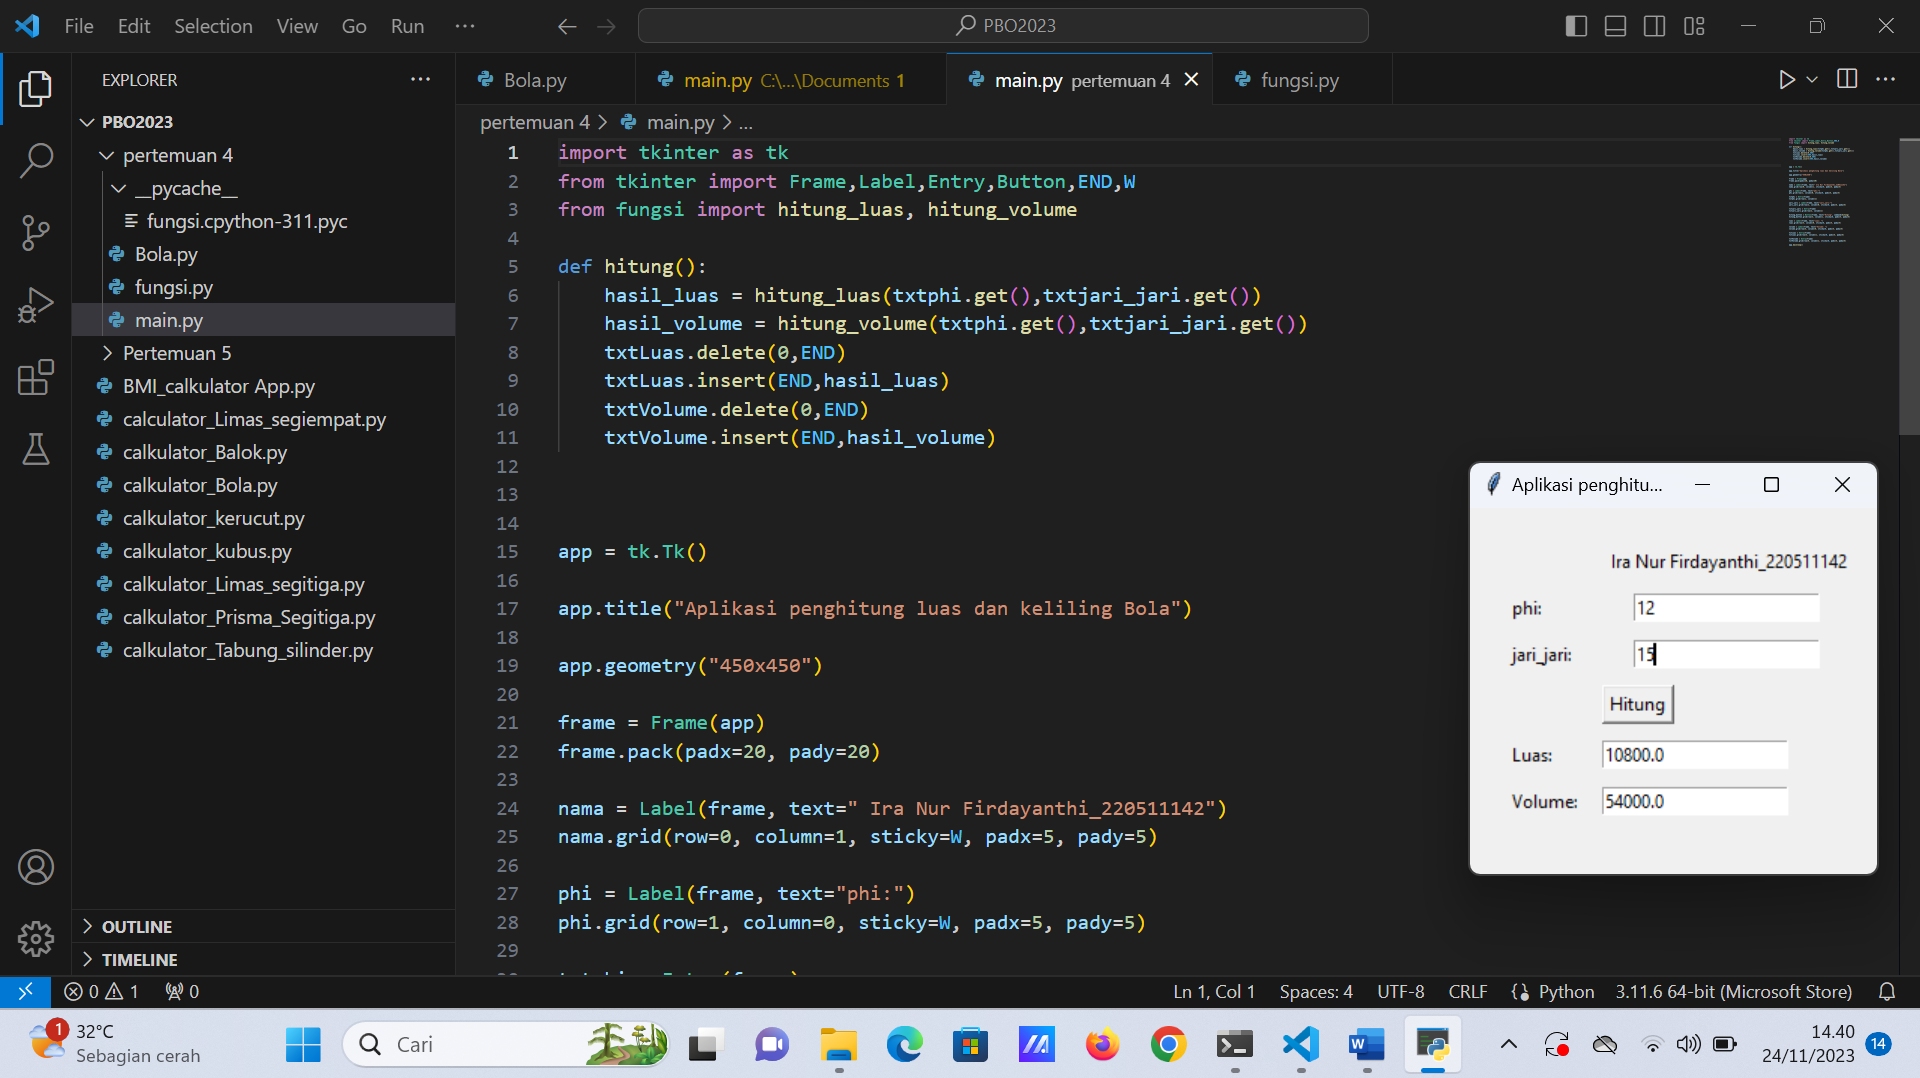 File Edit Selection View Go Run ···
PBO2023
EXPLORER
PBO2023
pertemuan 4
__pycache__
fungsi.cpython-311.pyc
Bola.py
fungsi.py
main.py
Pertemuan 5
BMI_calkulator App.py
calculator_Limas_segiempat.py
calkulator_Balok.py
calkulator_Bola.py
calkulator_kerucut.py
calkulator_kubus.py
calkulator_Limas_segitiga.py
calkulator_Prisma_Segitiga.py
calkulator_Tabung_silinder.py
OUTLINE
TIMELINE
Bola.py main.py C:\...\Documents 1 main.py pertemuan 4 fungsi.py
pertemuan 4 > main.py > ...
1 import tkinter as tk
2 from tkinter import Frame,Label,Entry,Button,END,W
3 from fungsi import hitung_luas, hitung_volume
4
5 def hitung():
6 hasil_luas = hitung_luas(txtphi.get(),txtjari_jari.get())
7 hasil_volume = hitung_volume(txtphi.get(),txtjari_jari.get())
8 txtLuas.delete(0,END)
9 txtLuas.insert(END,hasil_luas)
10 txtVolume.delete(0,END)
11 txtVolume.insert(END,hasil_volume)
12
13
14
15 app = tk.Tk()
16
17 app.title("Aplikasi penghitung luas dan keliling Bola")
18
19 app.geometry("450x450")
20
21 frame = Frame(app)
22 frame.pack(padx=20, pady=20)
23
24 nama = Label(frame, text=" Ira Nur Firdayanthi_220511142")
25 nama.grid(row=0, column=1, sticky=W, padx=5, pady=5)
26
27 phi = Label(frame, text="phi:")
28 phi.grid(row=1, column=0, sticky=W, padx=5, pady=5)
29
Aplikasi penghitu...
Ira Nur Firdayanthi_220511142
phi: 12
jari_jari: 15
Hitung
Luas: 10800.0
Volume: 54000.0
0 1 0
Ln 1, Col 1 Spaces: 4 UTF-8 CRLF Python 3.11.6 64-bit (Microsoft Store)
1
32°C
Sebagian cerah
Cari
14.40
24/11/2023
14